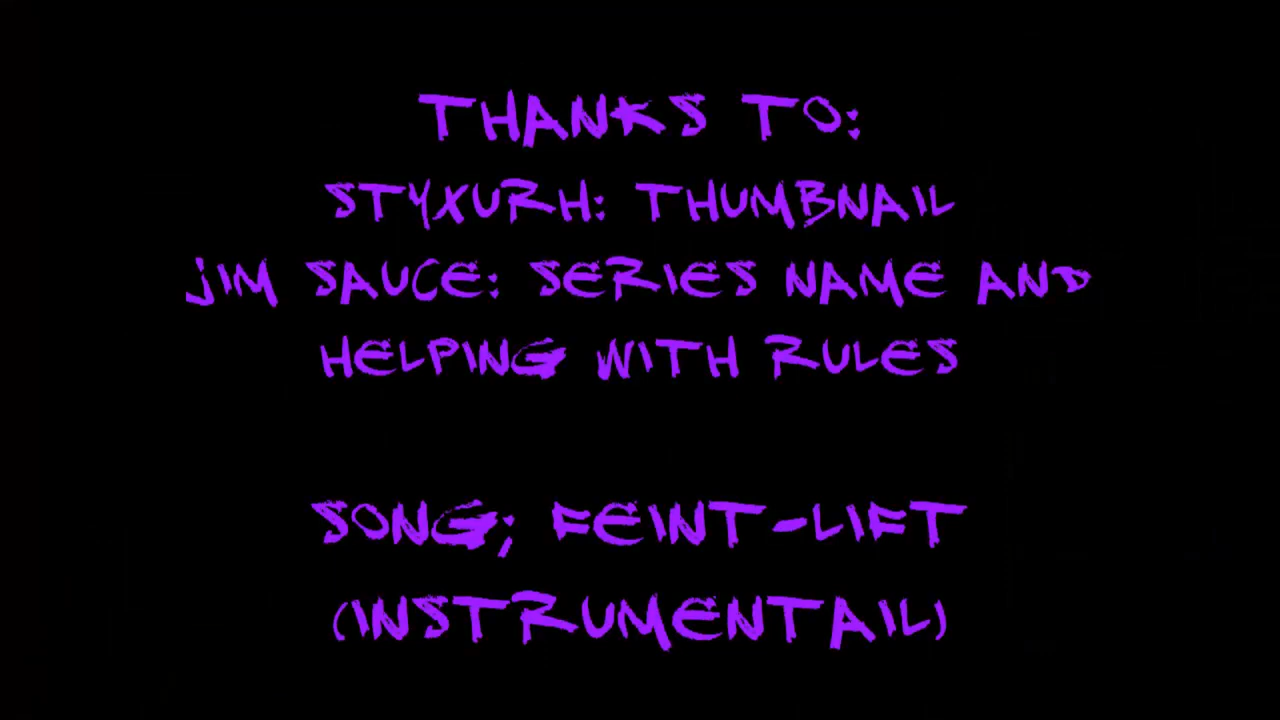 THANKS TO:
STYXURH: THUMBNAIL
JIM SAUCE: SERIES NAME AND
HELPING WITH RULES
SONG; FEINT-LIFT
(INSTRUMENTAIL)